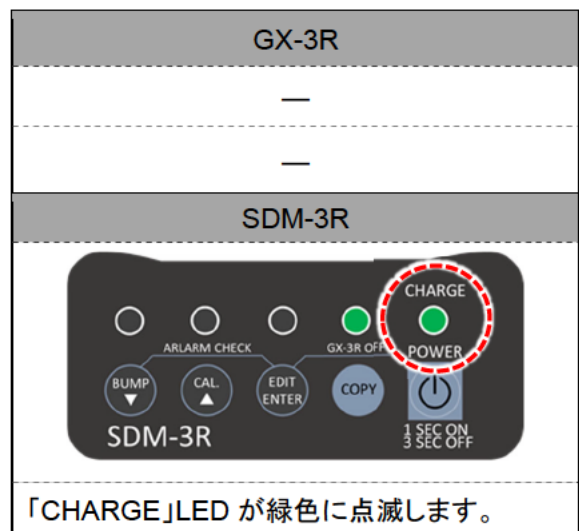 GX-3R
—
—
SDM-3R
CHARGE
ARLARM CHECK
GX-3R OFF
POWER
BUMP
▼
CAL.
▲
EDIT
ENTER
COPY
SDM-3R
1 SEC ON
3 SEC OFF
「CHARGE」LED が緑色に点滅します。